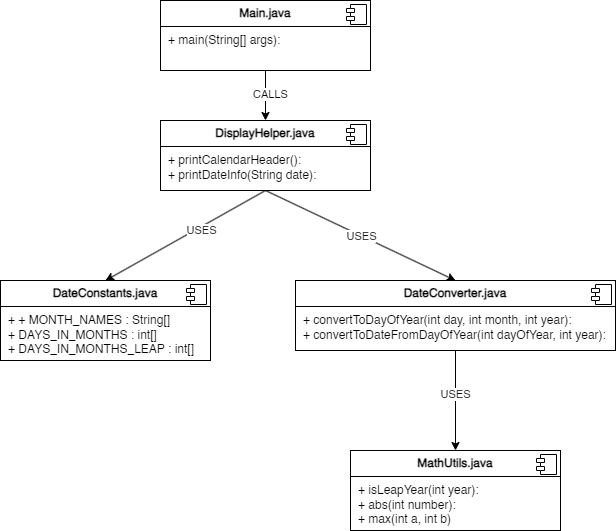 Main.java
+ main(String[] args):
CALLS
DisplayHelper.java
+ printCalendarHeader():
+ printDateInfo(String date):
USES
USES
DateConstants.java
+ + MONTH_NAMES : String[]
+ DAYS_IN_MONTHS : int[]
+ DAYS_IN_MONTHS_LEAP : int[]
DateConverter.java
+ convertToDayOfYear(int day, int month, int year):
+ convertToDateFromDayOfYear(int dayOfYear, int year):
USES
MathUtils.java
+ isLeapYear(int year):
+ abs(int number):
+ max(int a, int b)